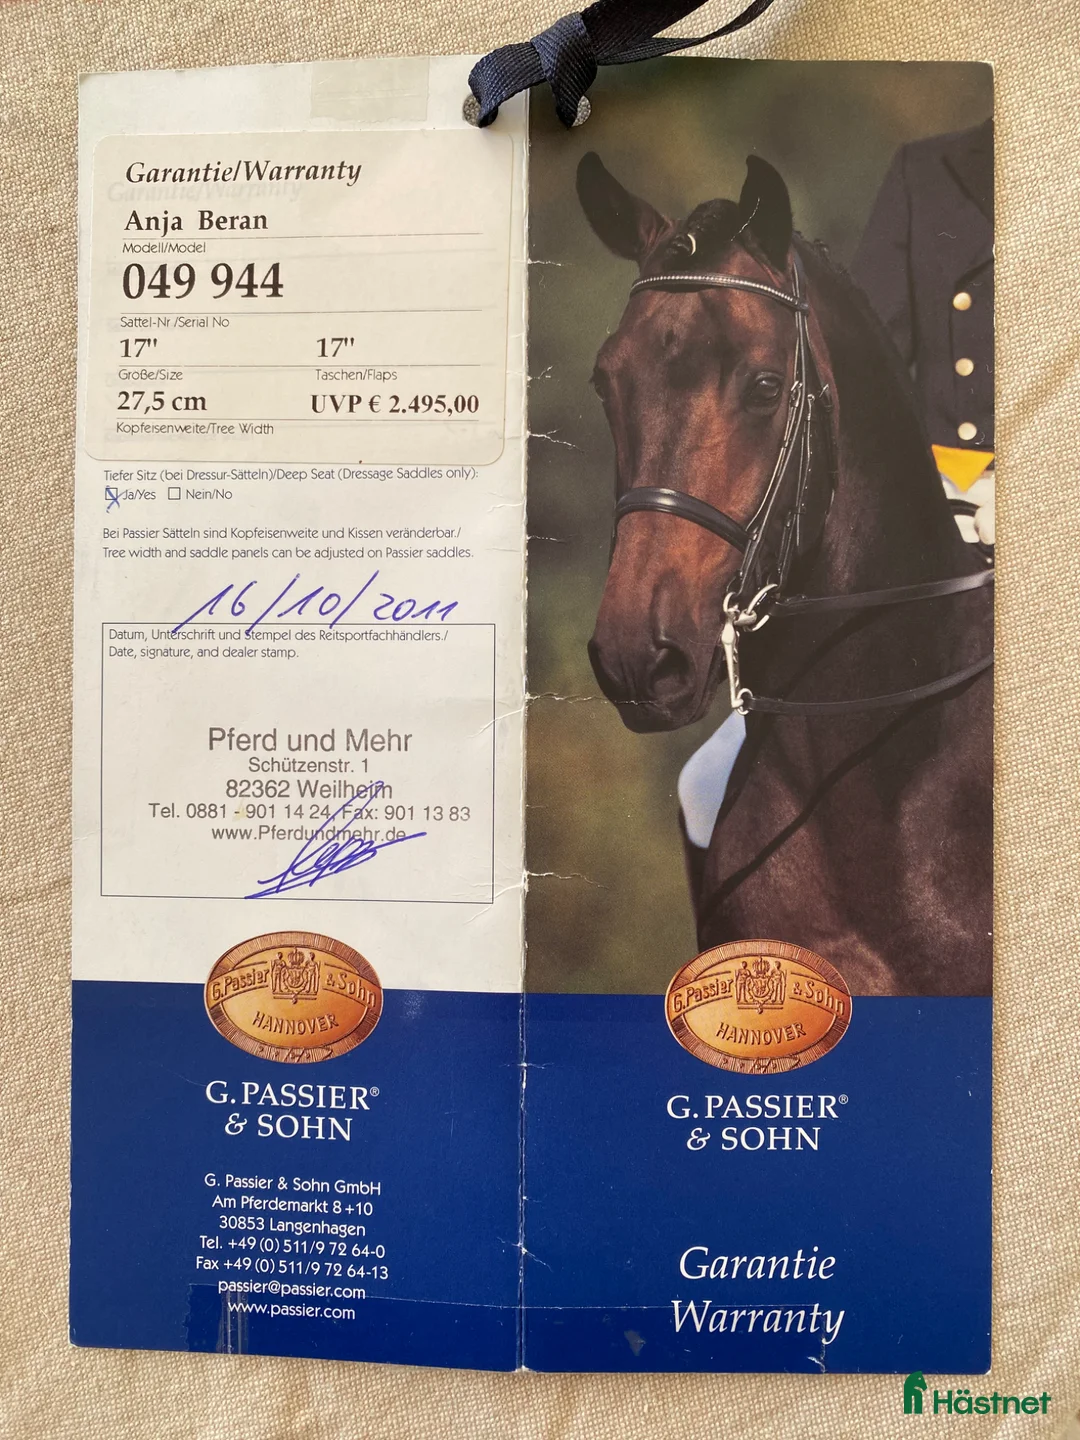 Garantie/Warranty
Anja Beran
Modell/Model
049 944
Sattel-Nr /Serial No
17" 17"
Größe/Size Taschen/Flaps
27,5 cm UVP € 2.495,00
Kopfeisenweite/Tree Width
Tiefer Sitz (bei Dressur-Sätteln)/Deep Seat (Dressage Saddles only):
Ja/Yes Nein/No
Bei Passier Sätteln sind Kopfeisenweite und Kissen veränderbar./
Tree width and saddle panels can be adjusted on Passier saddles.
16/10/2011
Datum, Unterschrift und Stempel des Reitsportfachhändlers./
Date, signature, and dealer stamp.
Pferd und Mehr
Schützenstr. 1
82362 Weilheim
Tel. 0881 - 901 14 24, Fax: 901 13 83
www.Pferdundmehr.de
G.Passier & Sohn
HANNOVER
G. PASSIER®
& SOHN
G. Passier & Sohn GmbH
Am Pferdemarkt 8+10
30853 Langenhagen
Tel. +49 (0) 511/9 72 64-0
Fax +49 (0) 511/9 72 64-13
passier@passier.com
www.passier.com
G.Passier & Sohn
HANNOVER
G. PASSIER®
& SOHN
Garantie
Warranty
Hästnet